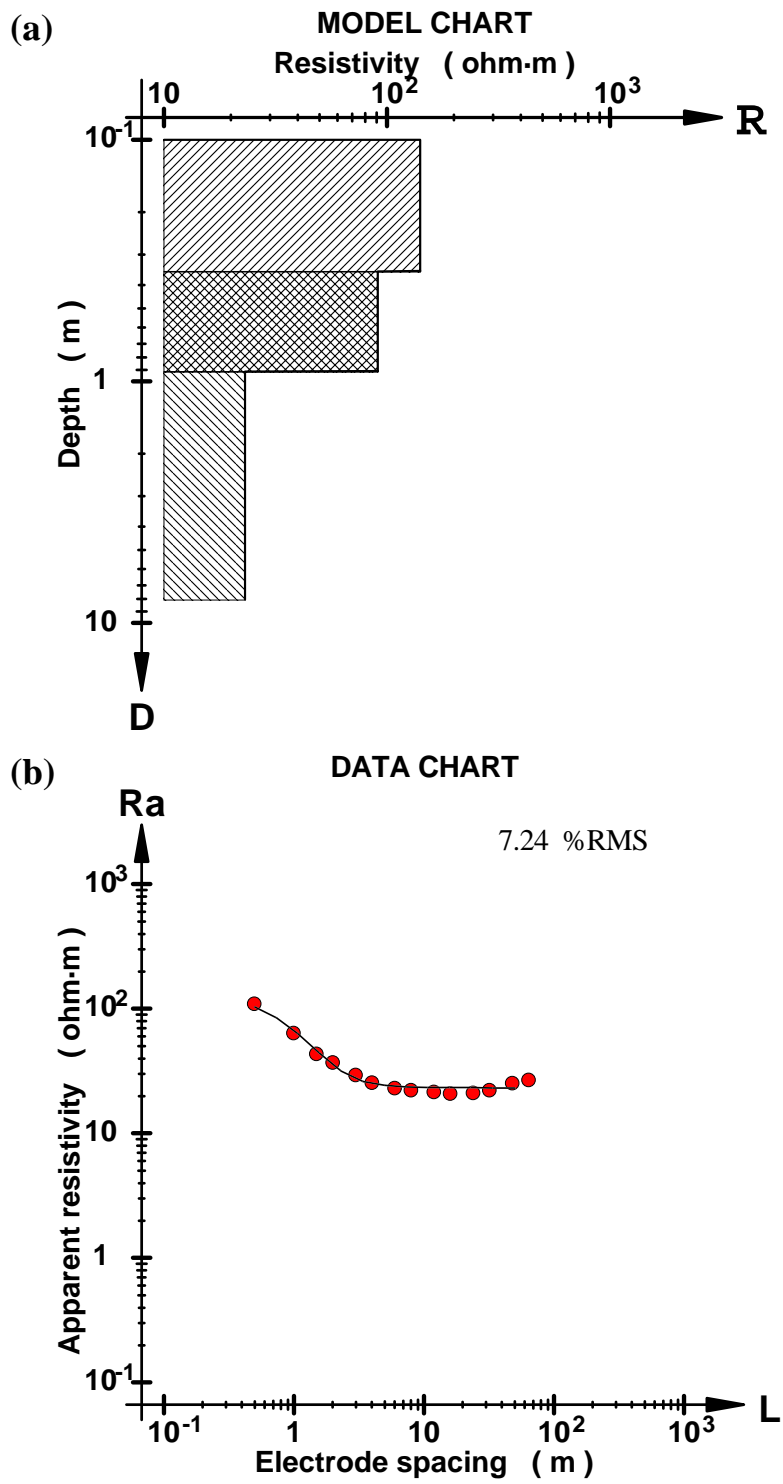 (a)
MODEL CHART
Resistivity ( ohm·m )
10 10² 10³
R
10⁻¹
1
10
Depth ( m )
D
(b)
DATA CHART
Ra
7.24 %RMS
10³
10²
10
1
10⁻¹
Apparent resistivity ( ohm·m )
L
10⁻¹ 1 10 10² 10³
Electrode spacing ( m )